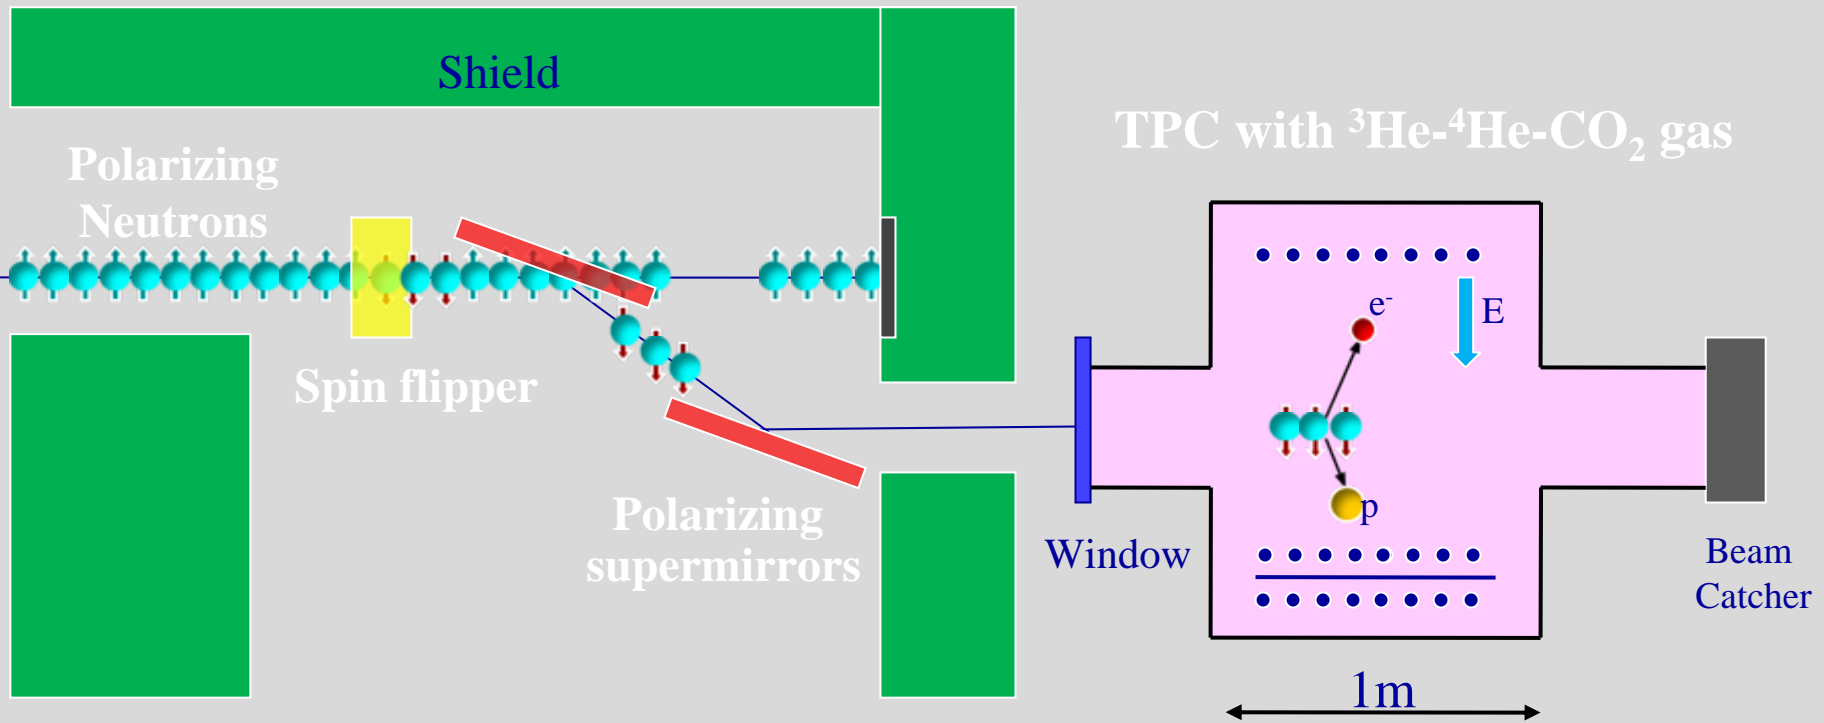 Shield
TPC with ³He-⁴He-CO₂ gas
Polarizing
Neutrons
Spin flipper
Polarizing
supermirrors
e⁻
E
p
Window
Beam
Catcher
1m